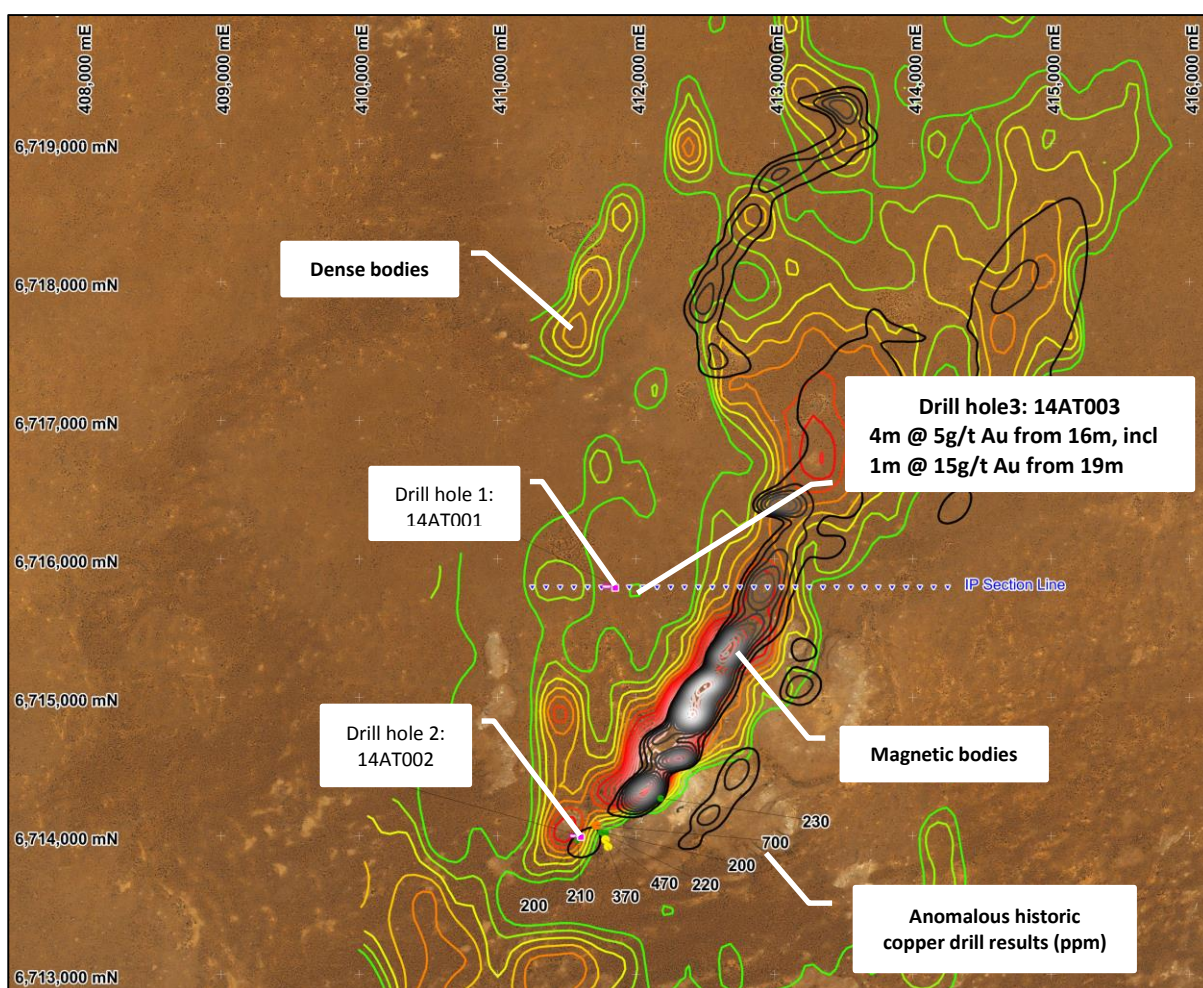 408,000 mE
409,000 mE
410,000 mE
411,000 mE
412,000 mE
413,000 mE
414,000 mE
415,000 mE
416,000 mE
6,719,000 mN
Dense bodies
6,718,000 mN
6,717,000 mN
Drill hole3: 14AT003
4m @ 5g/t Au from 16m, incl
1m @ 15g/t Au from 19m
Drill hole 1:
14AT001
6,716,000 mN
IP Section Line
6,715,000 mN
Drill hole 2:
14AT002
Magnetic bodies
6,714,000 mN
230
700
200
220
470
370
210
200
Anomalous historic
copper drill results (ppm)
6,713,000 mN